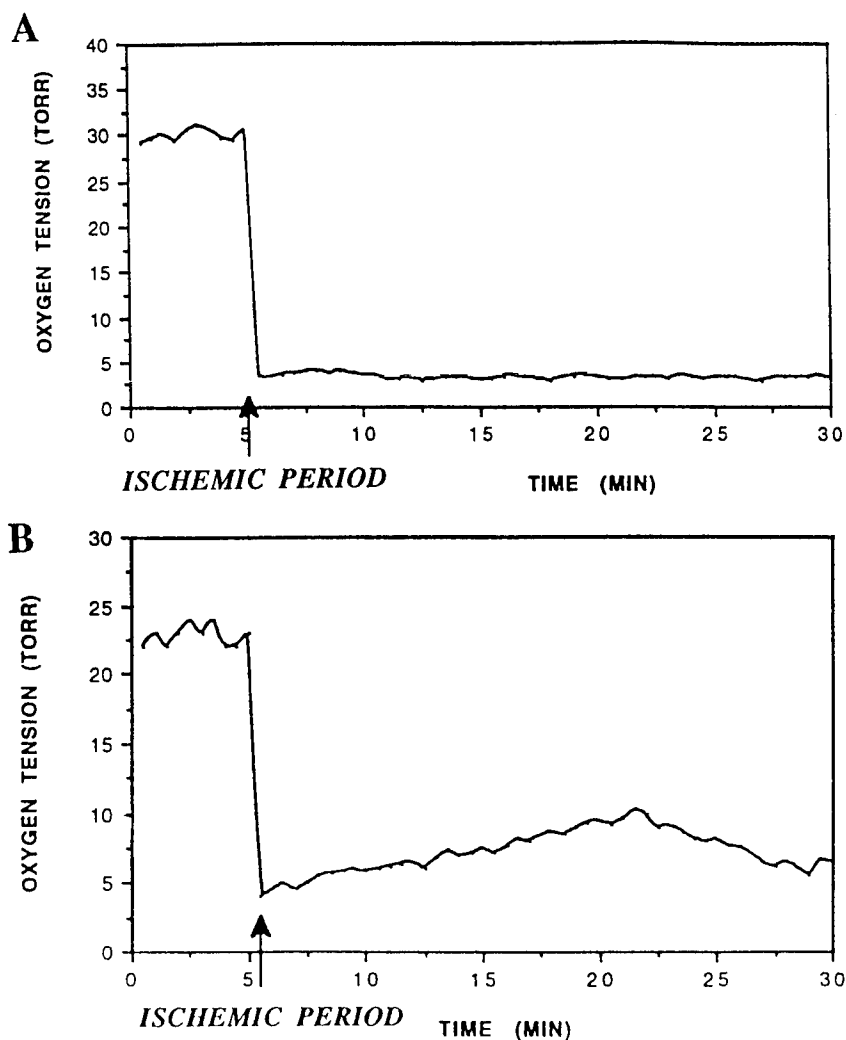 A
OXYGEN TENSION (TORR)
40
35
30
25
20
15
10
5
0
0 5 10 15 20 25 30
ISCHEMIC PERIOD
TIME (MIN)
B
OXYGEN TENSION (TORR)
30
25
20
15
10
5
0
0 5 10 15 20 25 30
ISCHEMIC PERIOD
TIME (MIN)